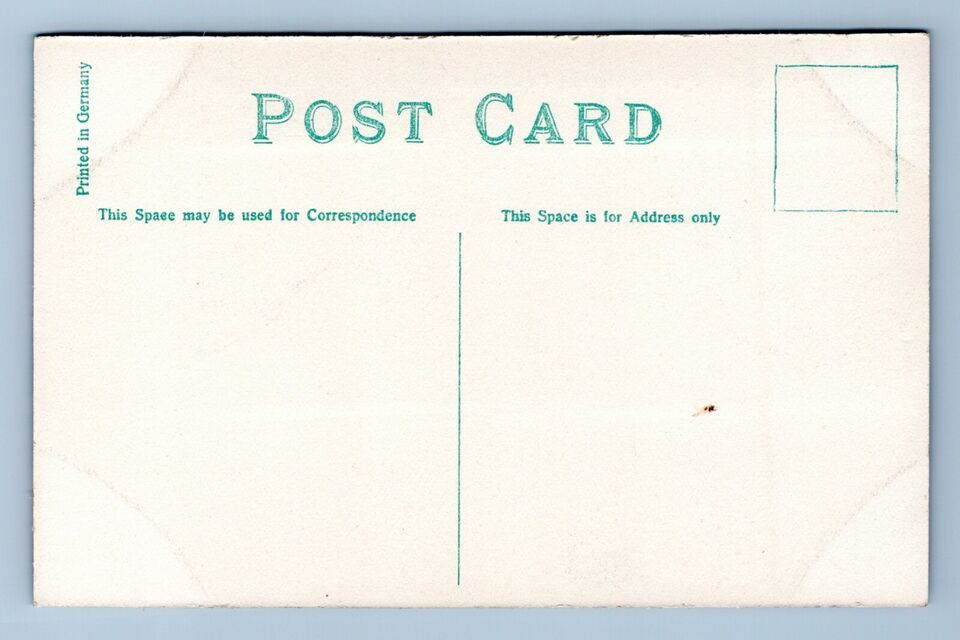 Printed in Germany
POST CARD
This Spaee may be used for Correspondence
This Space is for Address only